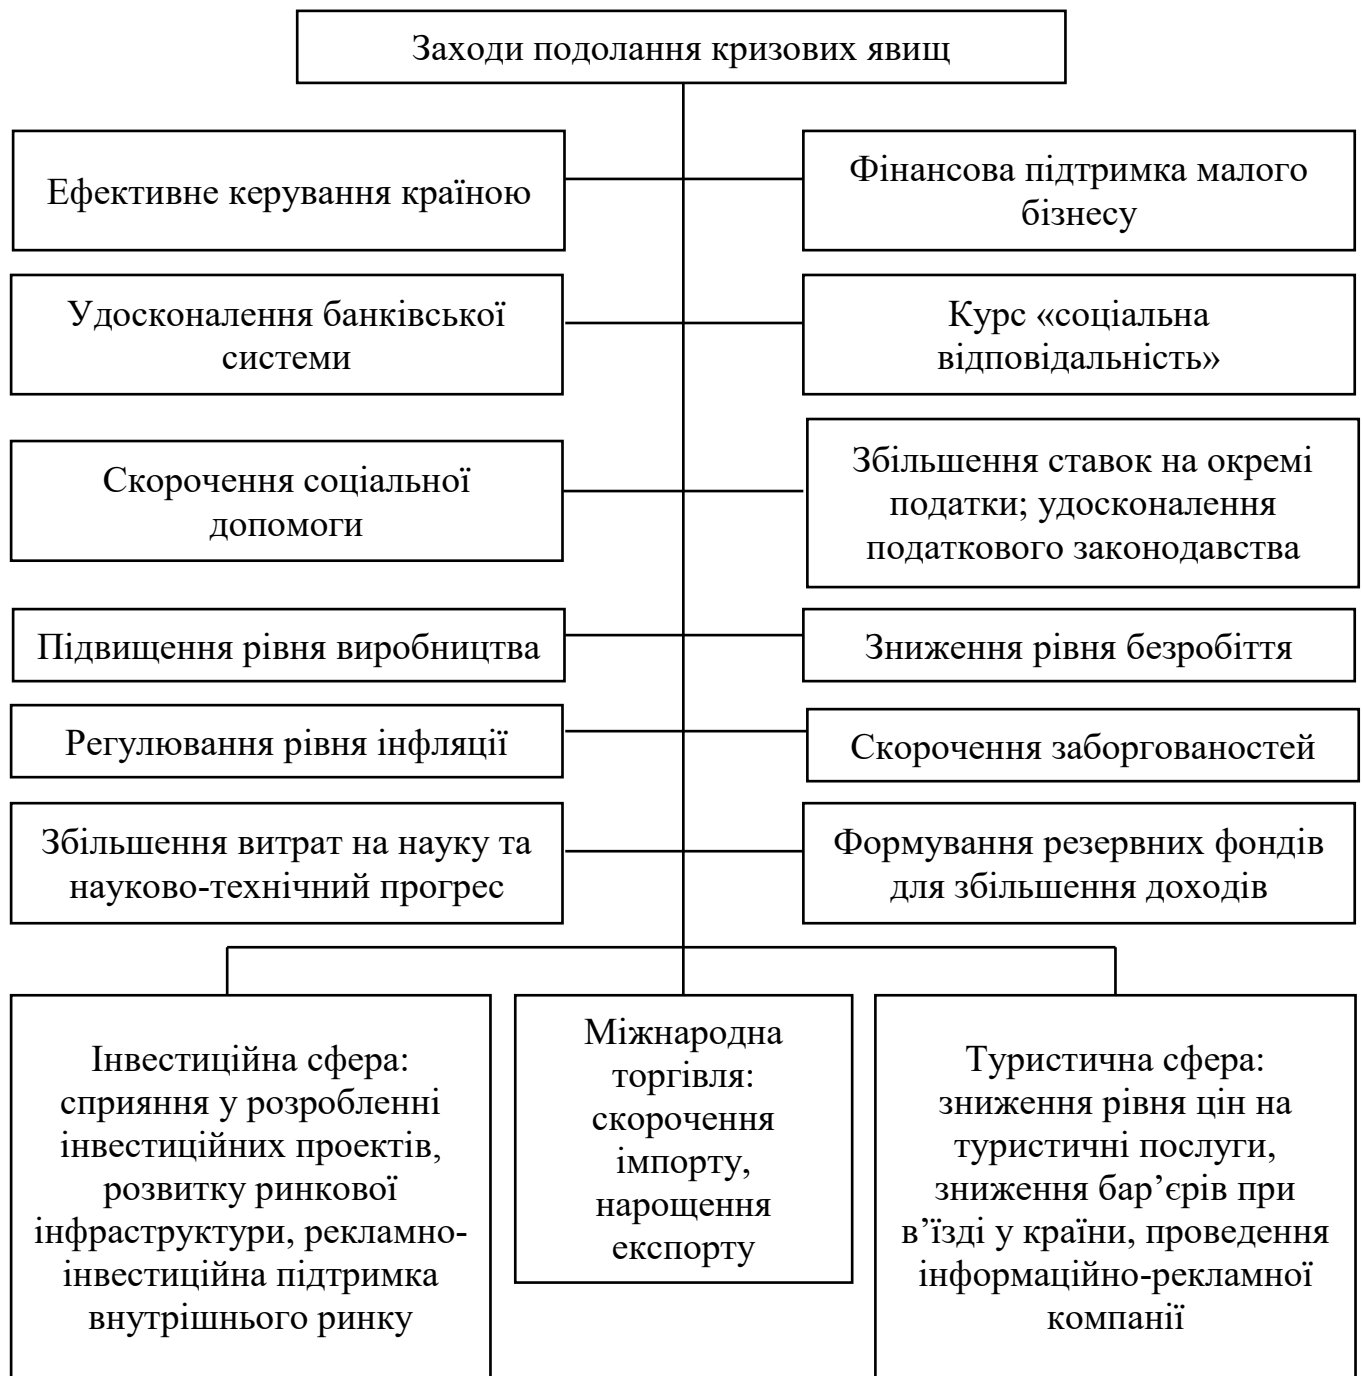 Заходи подолання кризових явищ
Ефективне керування країною
Фінансова підтримка малого
бізнесу
Удосконалення банківської
системи
Курс «соціальна
відповідальність»
Скорочення соціальної
допомоги
Збільшення ставок на окремі
податки; удосконалення
податкового законодавства
Підвищення рівня виробництва
Зниження рівня безробіття
Регулювання рівня інфляції
Скорочення заборгованостей
Збільшення витрат на науку та
науково-технічний прогрес
Формування резервних фондів
для збільшення доходів
Інвестиційна сфера:
сприяння у розробленні
інвестиційних проектів,
розвитку ринкової
інфраструктури, рекламно-
інвестиційна підтримка
внутрішнього ринку
Міжнародна
торгівля:
скорочення
імпорту,
нарощення
експорту
Туристична сфера:
зниження рівня цін на
туристичні послуги,
зниження бар’єрів при
в’їзді у країни, проведення
інформаційно-рекламної
компанії